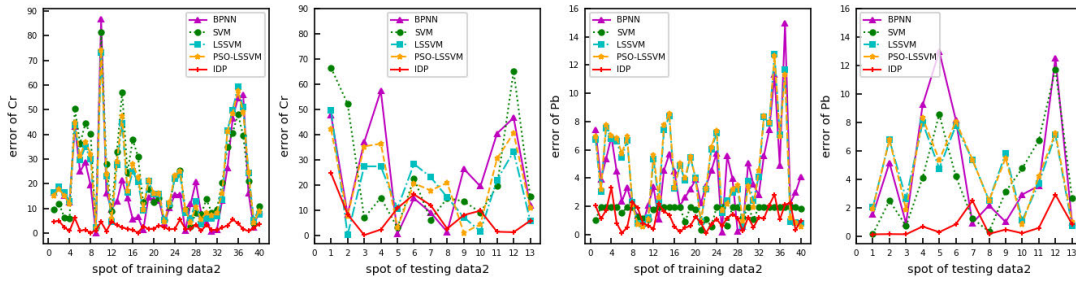 error of Cr
90
80
70
60
50
40
30
20
10
0
BPNN
SVM
LSSVM
PSO-LSSVM
IDP
0 4 8 12 16 20 24 28 32 36 40
spot of training data2
error of Cr
90
80
70
60
50
40
30
20
10
0
BPNN
SVM
LSSVM
PSO-LSSVM
IDP
0 1 2 3 4 5 6 7 8 9 10 11 12 13
spot of testing data2
error of Pb
16
14
12
10
8
6
4
2
0
BPNN
SVM
LSSVM
PSO-LSSVM
IDP
0 4 8 12 16 20 24 28 32 36 40
spot of training data2
error of Pb
16
14
12
10
8
6
4
2
0
BPNN
SVM
LSSVM
PSO-LSSVM
IDP
0 1 2 3 4 5 6 7 8 9 10 11 12 13
spot of testing data2